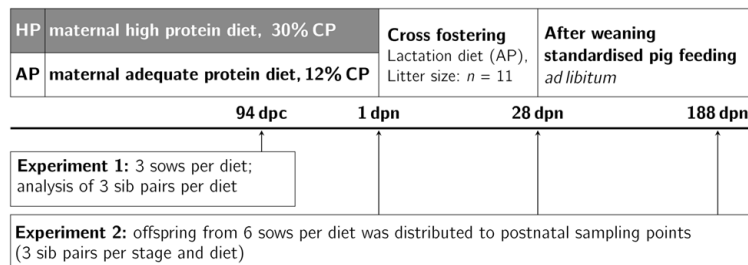 HP maternal high protein diet, 30% CP
AP maternal adequate protein diet, 12% CP
Cross fostering
Lactation diet (AP),
Litter size: n = 11
After weaning
standardised pig feeding
ad libitum
94 dpc 1 dpn 28 dpn 188 dpn
Experiment 1: 3 sows per diet;
analysis of 3 sib pairs per diet
Experiment 2: offspring from 6 sows per diet was distributed to postnatal sampling points
(3 sib pairs per stage and diet)